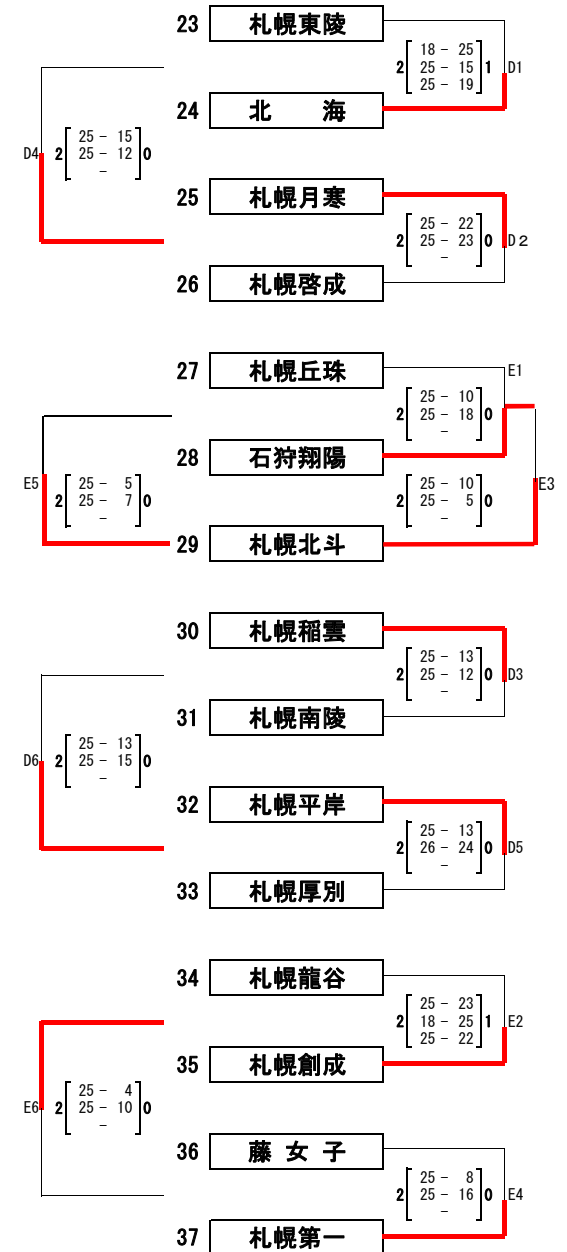 23 札幌東陵
2 18 - 25 1 D1
25 - 15
25 - 19
24 北 海
D4 2 25 - 15 0
25 - 12
-
25 札幌月寒
2 25 - 22 0 D2
25 - 23
-
26 札幌啓成
27 札幌丘珠
E1
2 25 - 10 0
25 - 18
-
28 石狩翔陽
E5 2 25 - 5 0
25 - 7
-
2 25 - 10 0 E3
25 - 5
-
29 札幌北斗
30 札幌稲雲
2 25 - 13 0 D3
25 - 12
-
31 札幌南陵
D6 2 25 - 13 0
25 - 15
-
32 札幌平岸
2 25 - 13 0 D5
26 - 24
-
33 札幌厚別
34 札幌龍谷
2 25 - 23 1 E2
18 - 25
25 - 22
35 札幌創成
E6 2 25 - 4 0
25 - 10
-
36 藤女子
2 25 - 8 0 E4
25 - 16
-
37 札幌第一